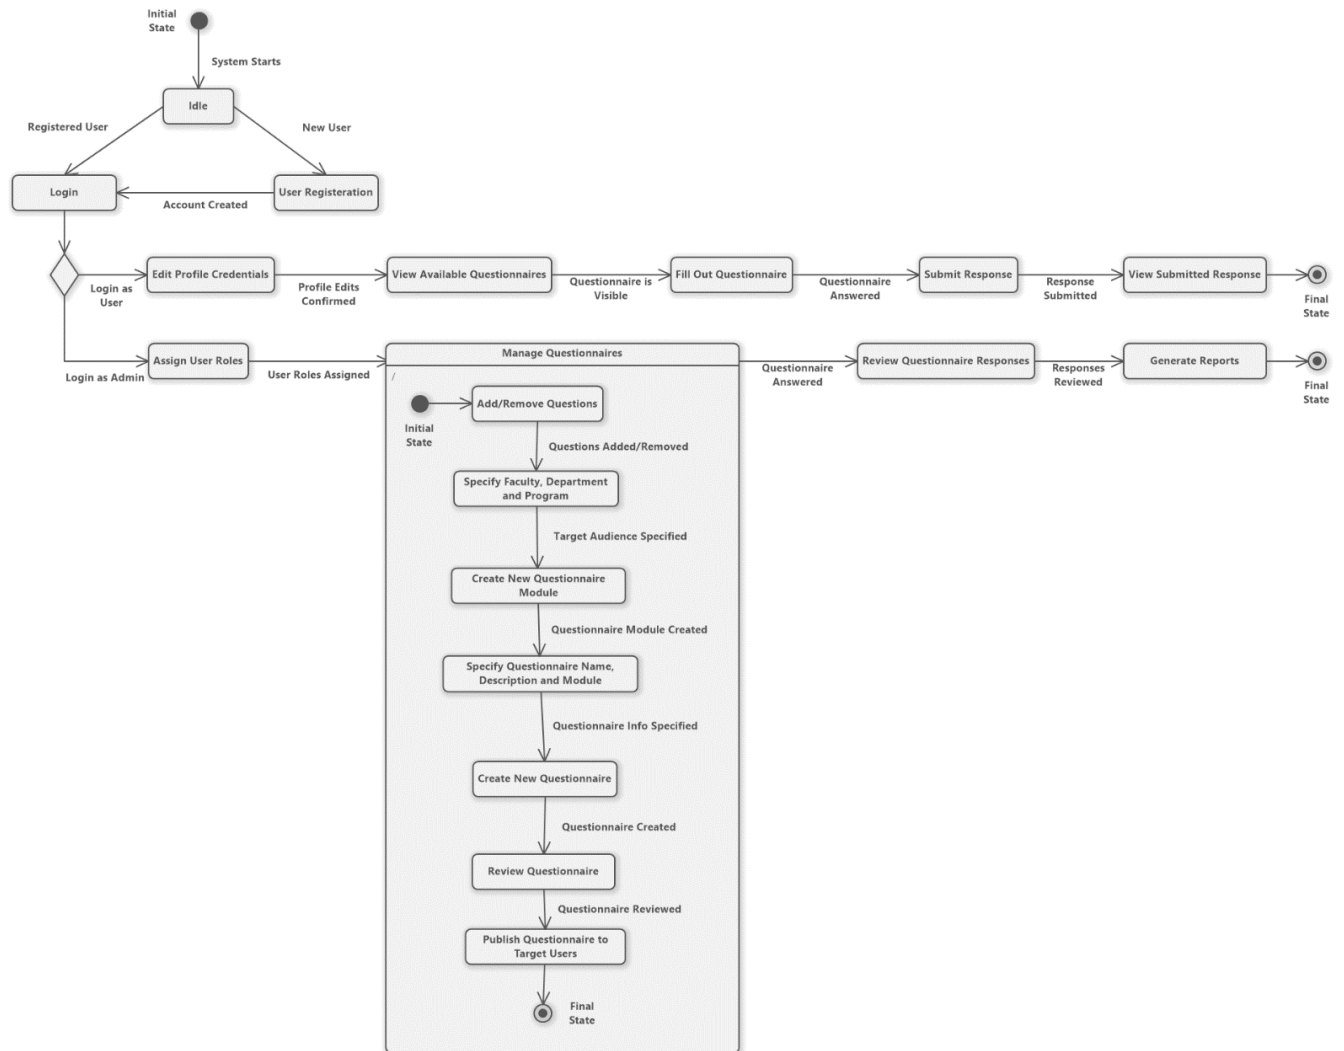 Initial
State
System Starts
Idle
Registered User
New User
Login
User Registeration
Account Created
Edit Profile Credentials
View Available Questionnaires
Fill Out Questionnaire
Submit Response
View Submitted Response
Login as
User
Profile Edits
Confirmed
Questionnaire is
Visible
Questionnaire
Answered
Response
Submitted
Final
State
Assign User Roles
Manage Questionnaires
Review Questionnaire Responses
Generate Reports
Login as Admin
User Roles Assigned
Questionnaire
Answered
Responses
Reviewed
Final
State
/
Add/Remove Questions
Initial
State
Questions Added/Removed
Specify Faculty, Department
and Program
Target Audience Specified
Create New Questionnaire
Module
Questionnaire Module Created
Specify Questionnaire Name,
Description and Module
Questionnaire Info Specified
Create New Questionnaire
Questionnaire Created
Review Questionnaire
Questionnaire Reviewed
Publish Questionnaire to
Target Users
Final
State